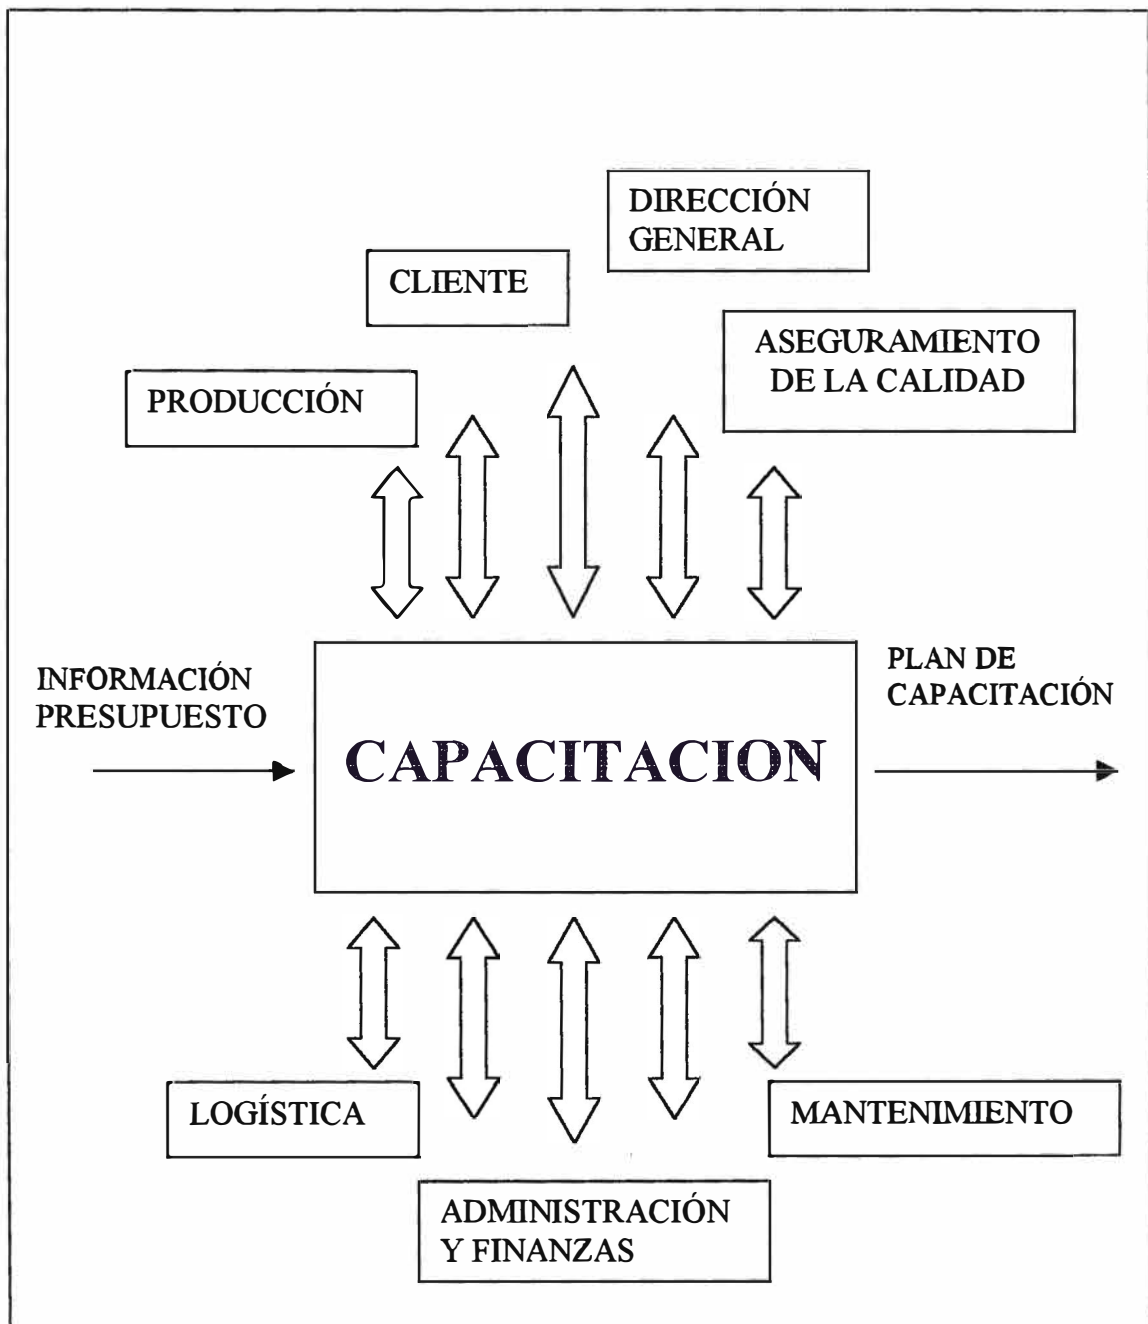 DIRECCIÓN
GENERAL
CLIENTE
ASEGURAMIENTO
DE LA CALIDAD
PRODUCCIÓN
INFORMACIÓN
PRESUPUESTO
CAPACITACION
PLAN DE
CAPACITACIÓN
LOGÍSTICA
MANTENIMIENTO
ADMINISTRACIÓN
Y FINANZAS